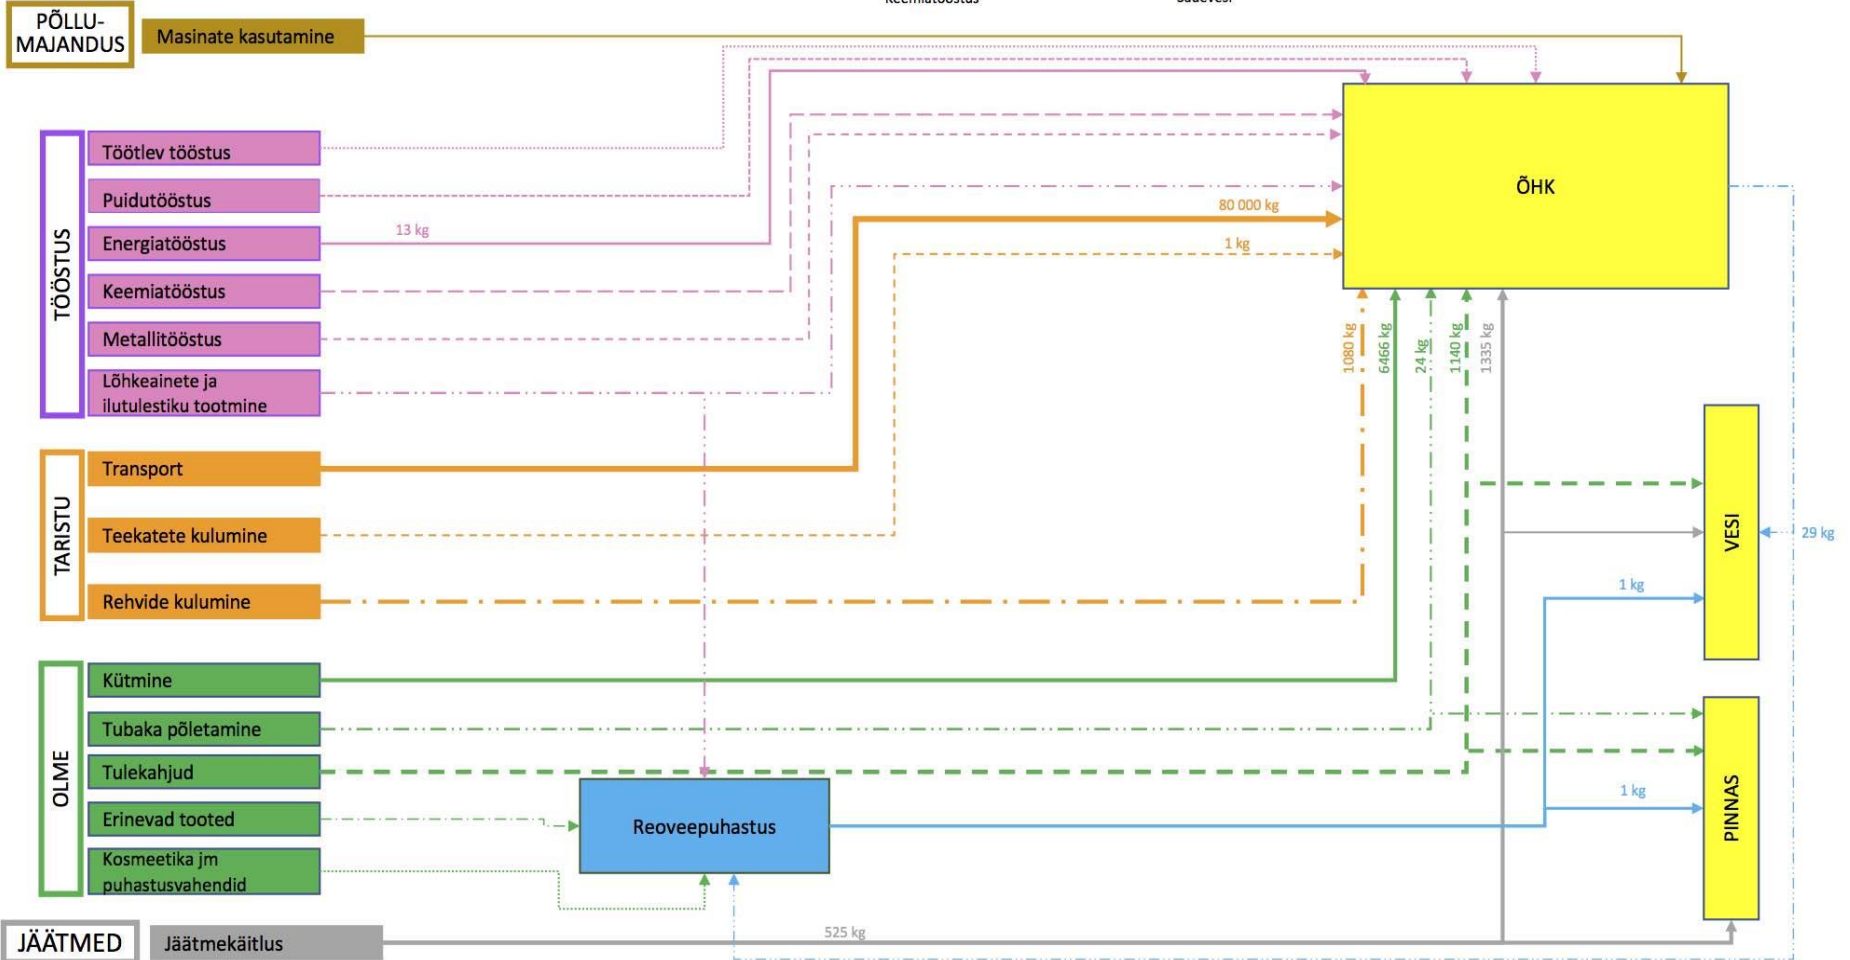 Keemiatööstus
Sadevesi
PÕLLU-
MAJANDUS
Masinate kasutamine
TÖÖSTUS
Töötlev tööstus
Puidutööstus
Energiatööstus
13 kg
Keemiatööstus
Metallitööstus
Lõhkeainete ja
ilutulestiku tootmine
ÕHK
80 000 kg
1 kg
1080 kg
6466 kg
24 kg
1140 kg
1335 kg
TARISTU
Transport
Teekatete kulumine
Rehvide kulumine
VESI
29 kg
1 kg
OLME
Kütmine
Tubaka põletamine
Tulekahjud
Erinevad tooted
Kosmeetika jm
puhastusvahendid
Reoveepuhastus
1 kg
PINNAS
JÄÄTMED
Jäätmekäitlus
525 kg